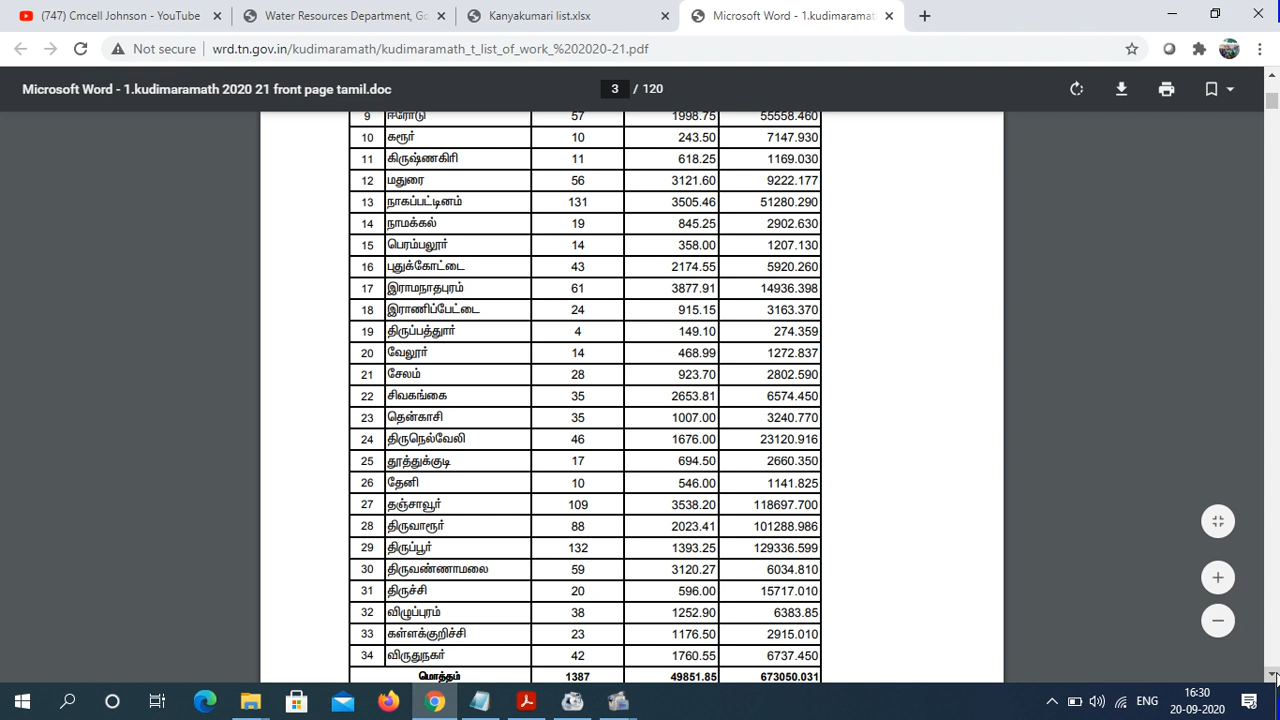 (747) Cmcell Johnson - YouTube
Water Resources Department, Go
Kanyakumari list.xlsx
Microsoft Word - 1.kudimaramath
Not secure wrd.tn.gov.in/kudimaramath/kudimaramath_t_list_of_work_%202020-21.pdf
Microsoft Word - 1.kudimaramath 2020 21 front page tamil.doc 3 / 120
9 ஈரோடு 57 1998.75 55558.460
10 கரூர் 10 243.50 7147.930
11 கிருஷ்ணகிரி 11 618.25 1169.030
12 மதுரை 56 3121.60 9222.177
13 நாகப்பட்டினம் 131 3505.46 51280.290
14 நாமக்கல் 19 845.25 2902.630
15 பெரம்பலூர் 14 358.00 1207.130
16 புதுக்கோட்டை 43 2174.55 5920.260
17 இராமநாதபுரம் 61 3877.91 14936.398
18 இராணிப்பேட்டை 24 915.15 3163.370
19 திருப்பத்துார் 4 149.10 274.359
20 வேலூர் 14 468.99 1272.837
21 சேலம் 28 923.70 2802.590
22 சிவகங்கை 35 2653.81 6574.450
23 தென்காசி 35 1007.00 3240.770
24 திருநெல்வேலி 46 1676.00 23120.916
25 தூத்துக்குடி 17 694.50 2660.350
26 தேனி 10 546.00 1141.825
27 தஞ்சாவூர் 109 3538.20 118697.700
28 திருவாரூர் 88 2023.41 101288.986
29 திருப்பூர் 132 1393.25 129336.599
30 திருவண்ணாமலை 59 3120.27 6034.810
31 திருச்சி 20 596.00 15717.010
32 விழுப்புரம் 38 1252.90 6383.85
33 கள்ளக்குறிச்சி 23 1176.50 2915.010
34 விருதுநகர் 42 1760.55 6737.450
மொத்தம் 1387 49851.85 673050.031
ENG
16:30
20-09-2020